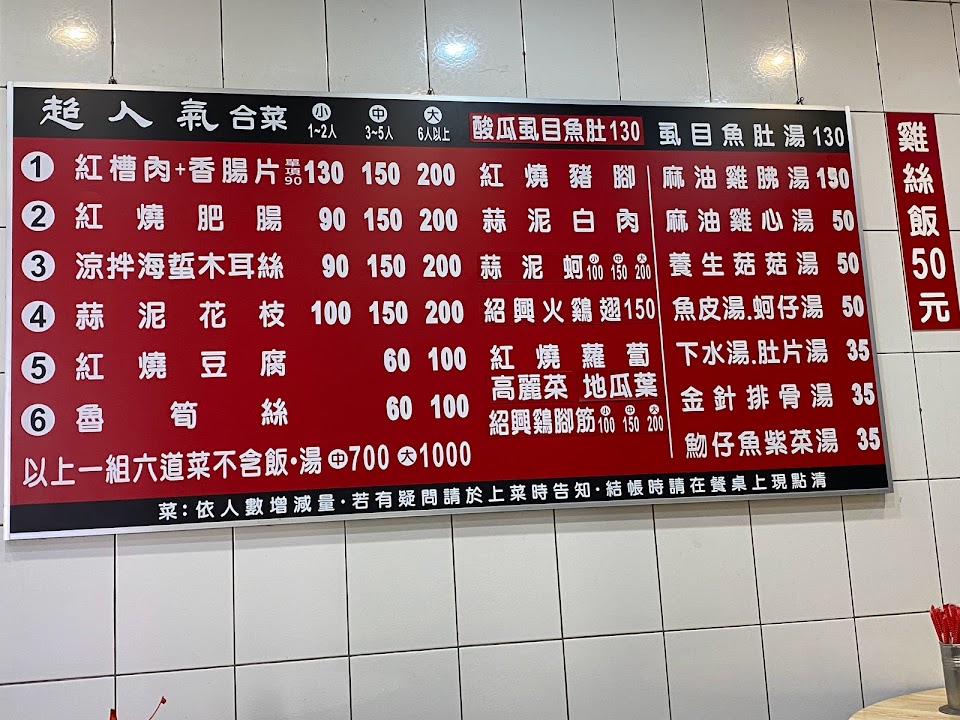 超人氣合菜 小 1~2人 中 3~5人 大 6人以上
1 紅槽肉+香腸片 單項90 130 150 200
2 紅燒肥腸 90 150 200
3 涼拌海蜇木耳絲 90 150 200
4 蒜泥花枝 100 150 200
5 紅燒豆腐 60 100
6 魯筍絲 60 100
以上一組六道菜不含飯·湯 中700 大1000
酸瓜虱目魚肚130
紅燒豬腳
蒜泥白肉
蒜泥蚵 小100 中150 大200
紹興火鷄翅150
紅燒蘿蔔
高麗菜 地瓜葉
紹興鷄腳筋 小100 中150 大200
虱目魚肚湯130
麻油雞胇湯150
麻油雞心湯 50
養生菇菇湯 50
魚皮湯.蚵仔湯 50
下水湯.肚片湯 35
金針排骨湯 35
魩仔魚紫菜湯 35
菜:依人數增減量·若有疑問請於上菜時告知·結帳時請在餐桌上現點清
雞絲飯50元